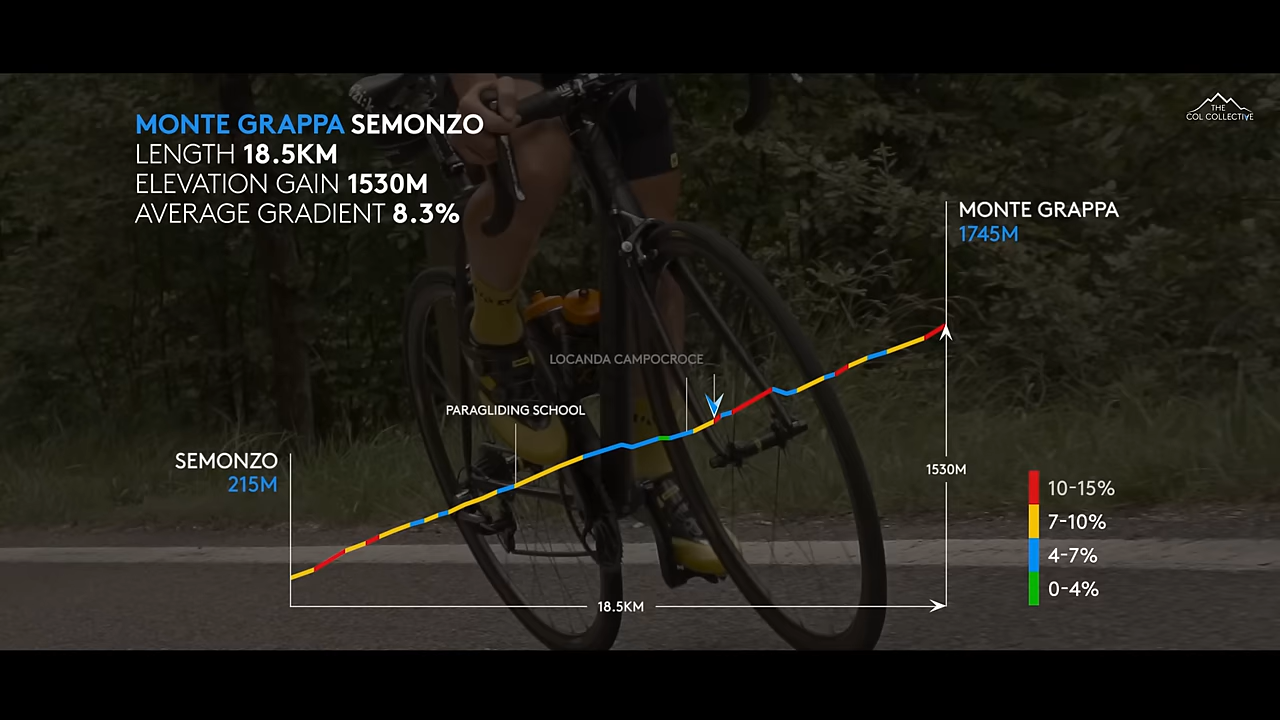 MONTE GRAPPA SEMONZO
LENGTH 18.5KM
ELEVATION GAIN 1530M
AVERAGE GRADIENT 8.3%
THE
COL COLLECTIVE
MONTE GRAPPA
1745M
LOCANDA CAMPOCROCE
PARAGLIDING SCHOOL
SEMONZO
215M
1530M
18.5KM
10-15%
7-10%
4-7%
0-4%